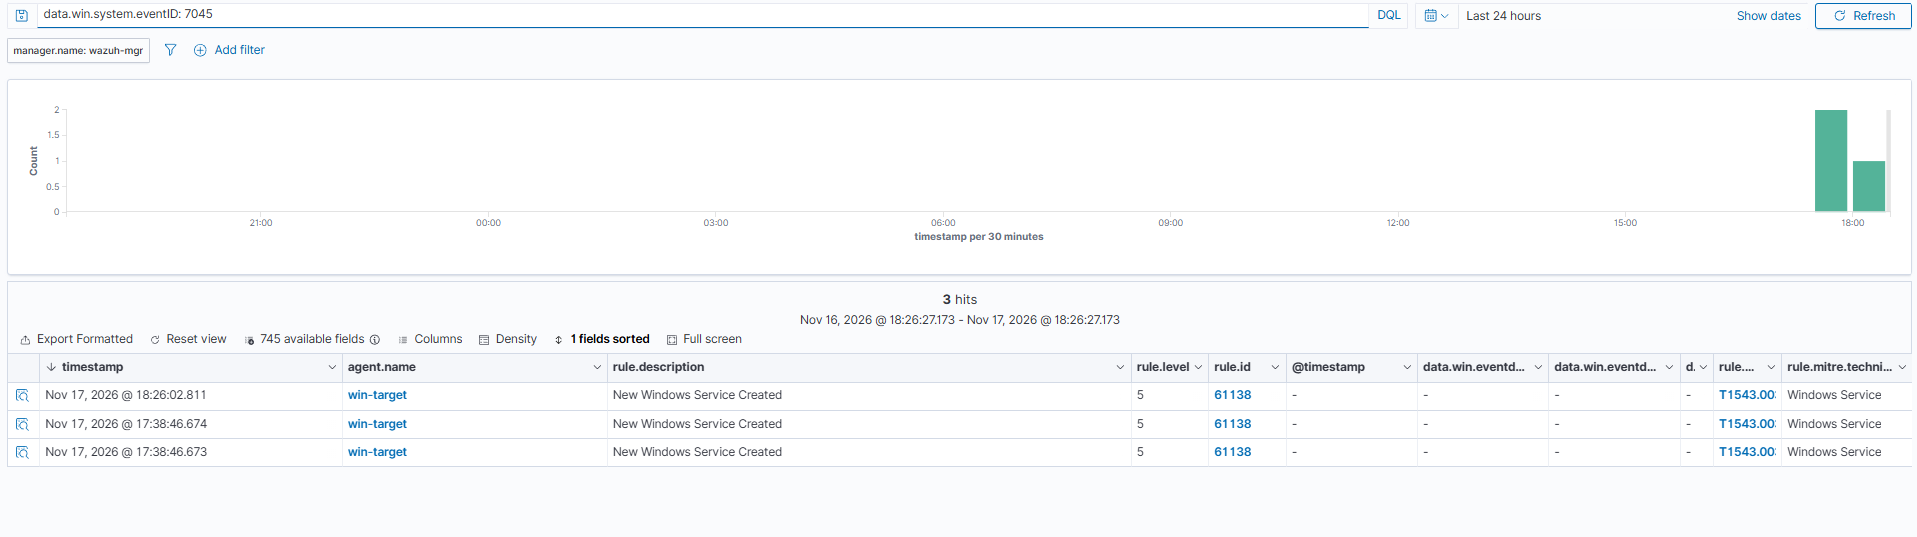 data.win.system.eventID: 7045 DQL Last 24 hours Show dates Refresh
manager.name: wazuh-mgr Add filter
2
1.5
1
0.5
0
Count
21:00 00:00 03:00 06:00 09:00 12:00 15:00 18:00
timestamp per 30 minutes
3 hits
Nov 16, 2026 @ 18:26:27.173 - Nov 17, 2026 @ 18:26:27.173
Export Formatted Reset view 745 available fields Columns Density 1 fields sorted Full screen
timestamp agent.name rule.description rule.level rule.id @timestamp data.win.eventd... data.win.eventd... d. rule.... rule.mitre.techni...
Nov 17, 2026 @ 18:26:02.811 win-target New Windows Service Created 5 61138 - - - - T1543.00 Windows Service
Nov 17, 2026 @ 17:38:46.674 win-target New Windows Service Created 5 61138 - - - - T1543.00 Windows Service
Nov 17, 2026 @ 17:38:46.673 win-target New Windows Service Created 5 61138 - - - - T1543.00 Windows Service